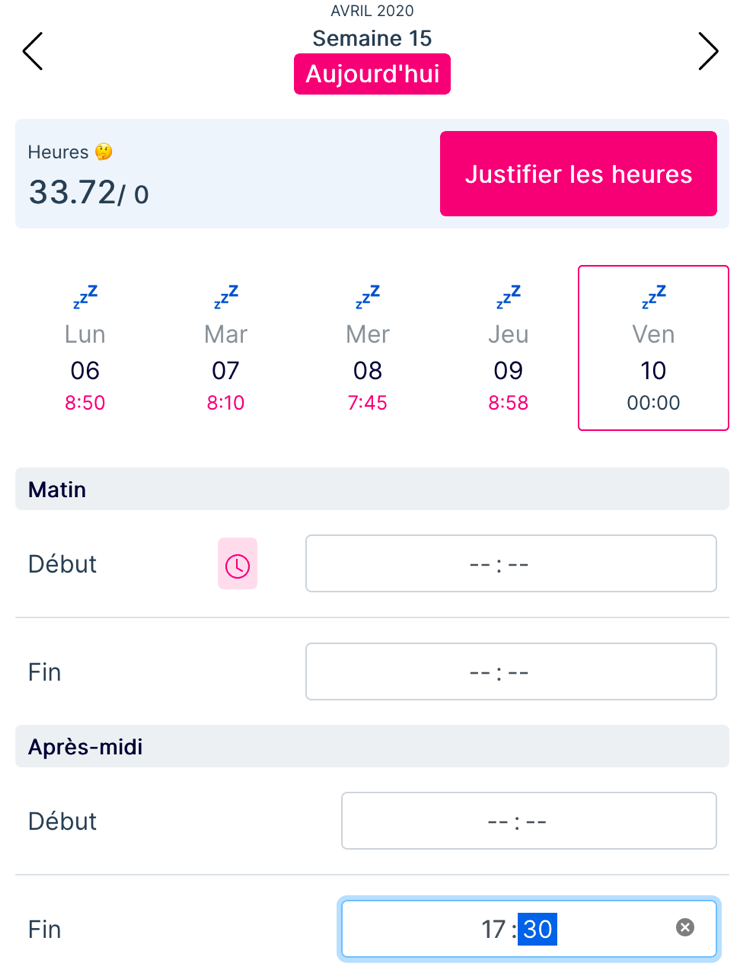 AVRIL 2020
Semaine 15
Aujourd'hui
Heures 🤔
33.72/ 0
Justifier les heures
zzZ zzZ zzZ zzZ zzZ
Lun Mar Mer Jeu Ven
06 07 08 09 10
8:50 8:10 7:45 8:58 00:00
Matin
Début --:--
Fin --:--
Après-midi
Début --:--
Fin 17:30